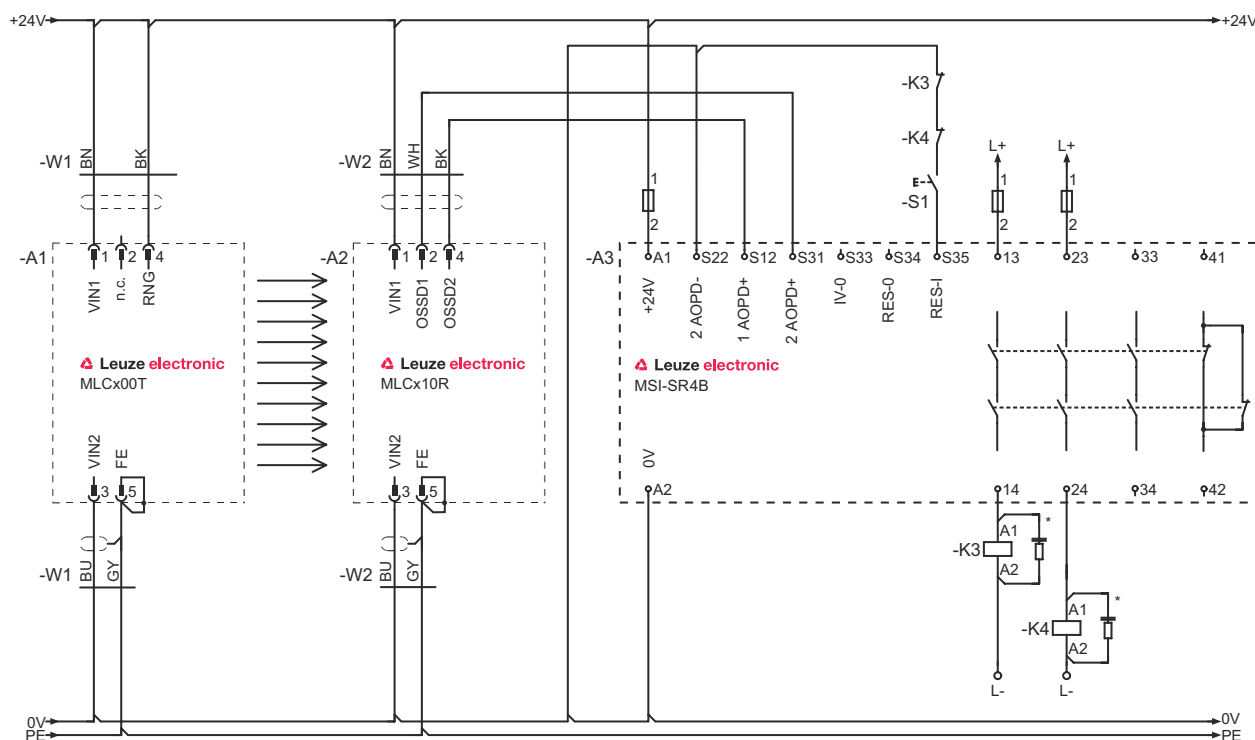 +24V +24V
-K3
-W1 BN BK -W2 BN WH BK -K4 L+ L+
1 1 1
-S1
2 2 2
-A1 1 2 4 -A2 1 2 4 -A3 A1 S22 S12 S31 S33 S34 S35 13 23 33 41
VIN1 n.c. RNG VIN1 OSSD1 OSSD2 +24V 2 AOPD- 1 AOPD+ 2 AOPD+ IV-0 RES-0 RES-I
Leuze electronic Leuze electronic Leuze electronic
MLCx00T MLCx10R MSI-SR4B
VIN2 FE VIN2 FE 0V
3 5 3 5 A2 14 24 34 42
A1 *
-K3
A2
-W1 BU GY -W2 BU GY
A1 *
-K4
A2
L- L-
0V 0V
PE PE